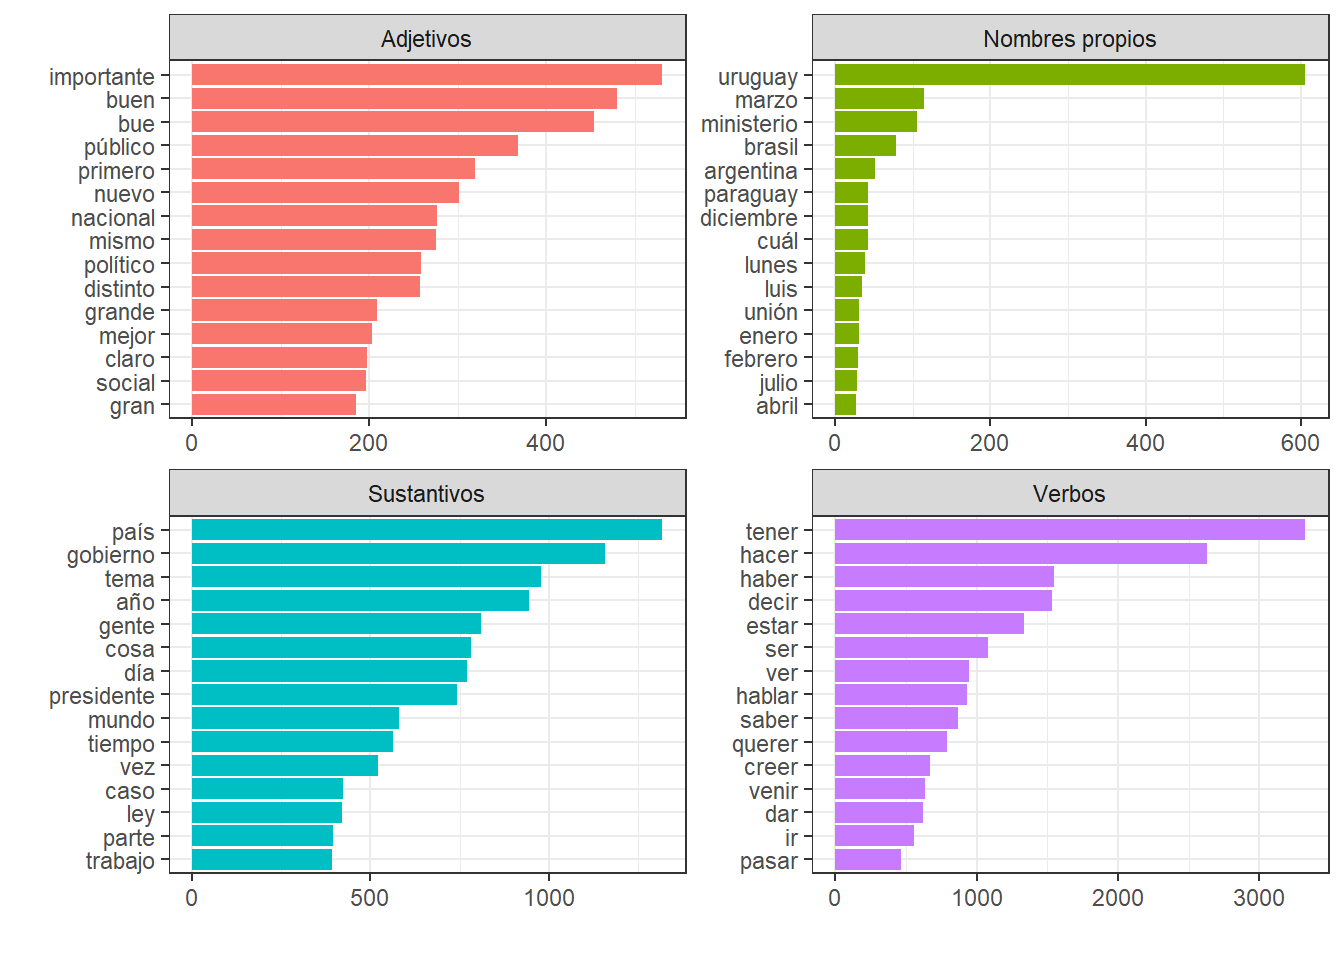 Adjetivos
importante
buen
bue
público
primero
nuevo
nacional
mismo
político
distinto
grande
mejor
claro
social
gran
0 200 400
Nombres propios
uruguay
marzo
ministerio
brasil
argentina
paraguay
diciembre
cuál
lunes
luis
unión
enero
febrero
julio
abril
0 200 400 600
Sustantivos
país
gobierno
tema
año
gente
cosa
día
presidente
mundo
tiempo
vez
caso
ley
parte
trabajo
0 500 1000
Verbos
tener
hacer
haber
decir
estar
ser
ver
hablar
saber
querer
creer
venir
dar
ir
pasar
0 1000 2000 3000